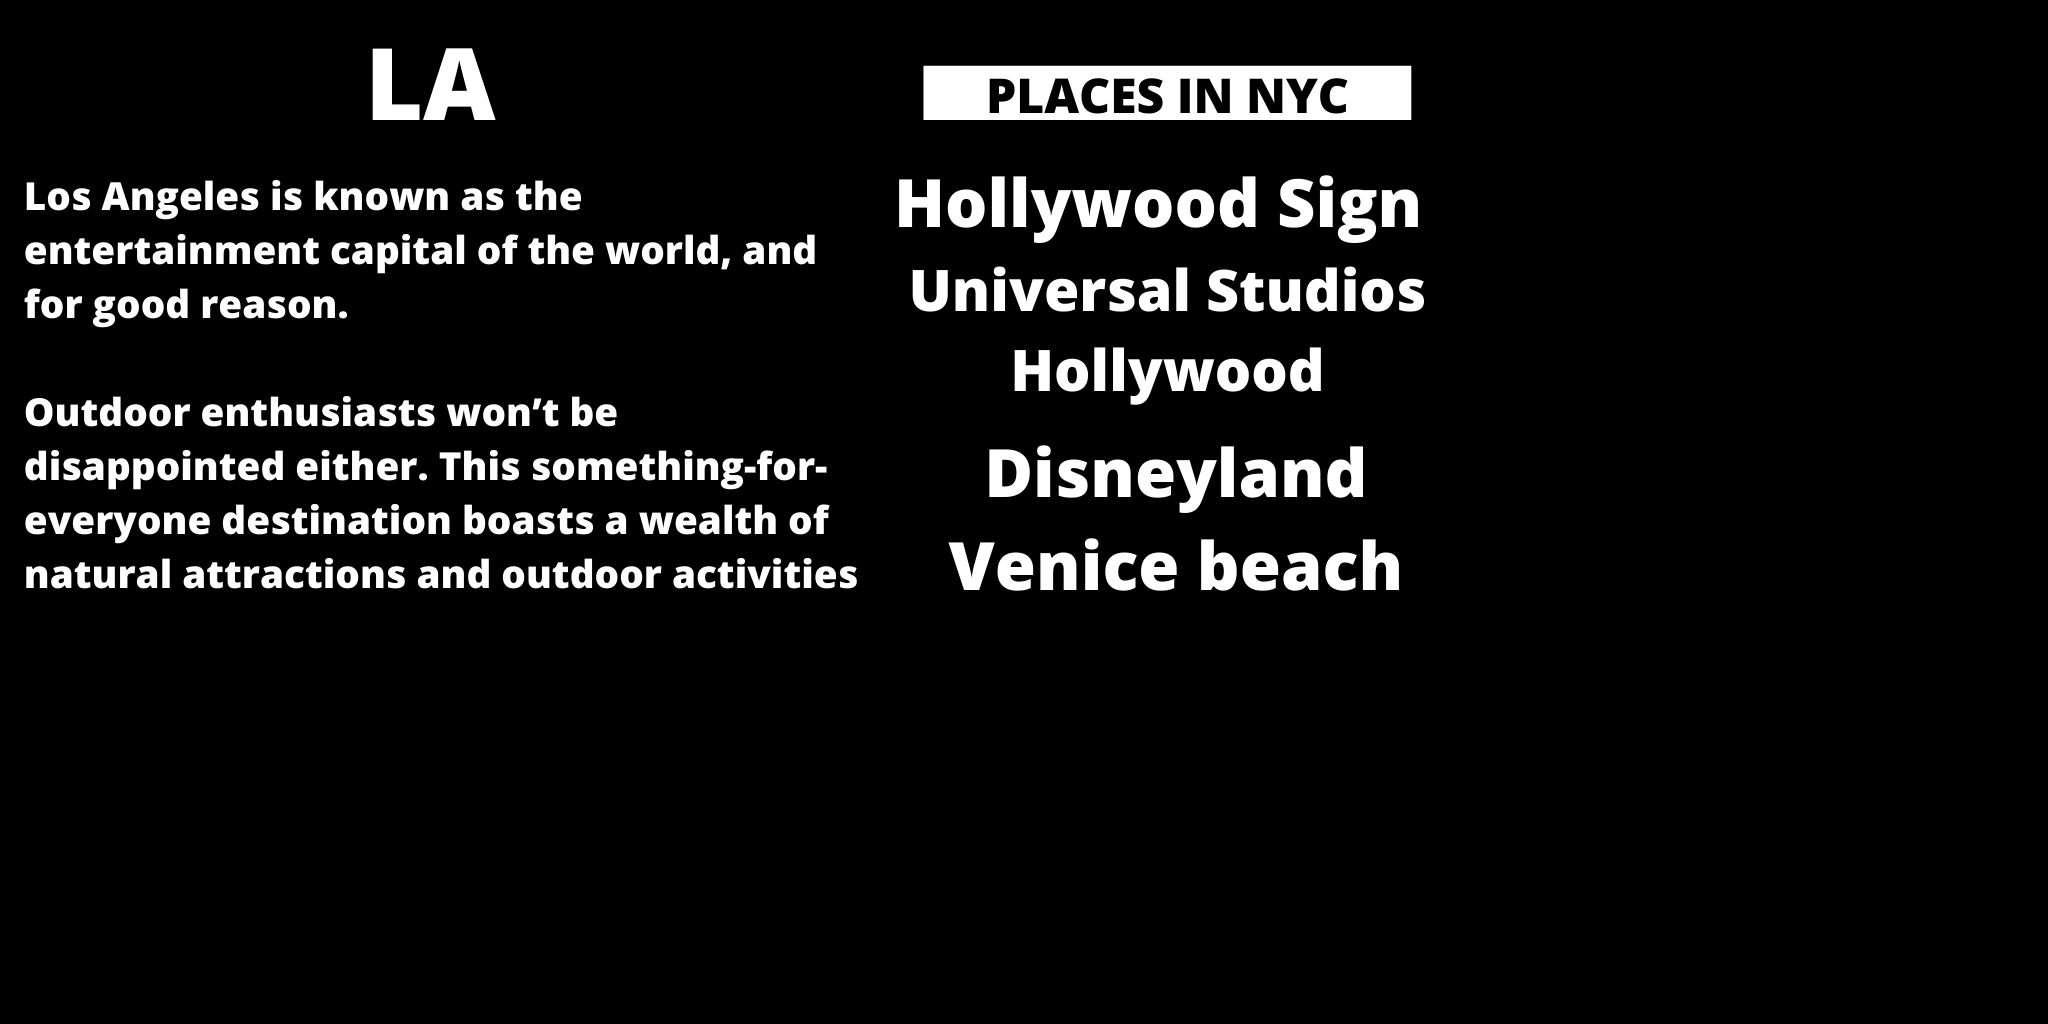 LA
Los Angeles is known as the
entertainment capital of the world, and
for good reason.
Outdoor enthusiasts won’t be
disappointed either. This something-for-
everyone destination boasts a wealth of
natural attractions and outdoor activities
PLACES IN NYC
Hollywood Sign
Universal Studios
Hollywood
Disneyland
Venice beach